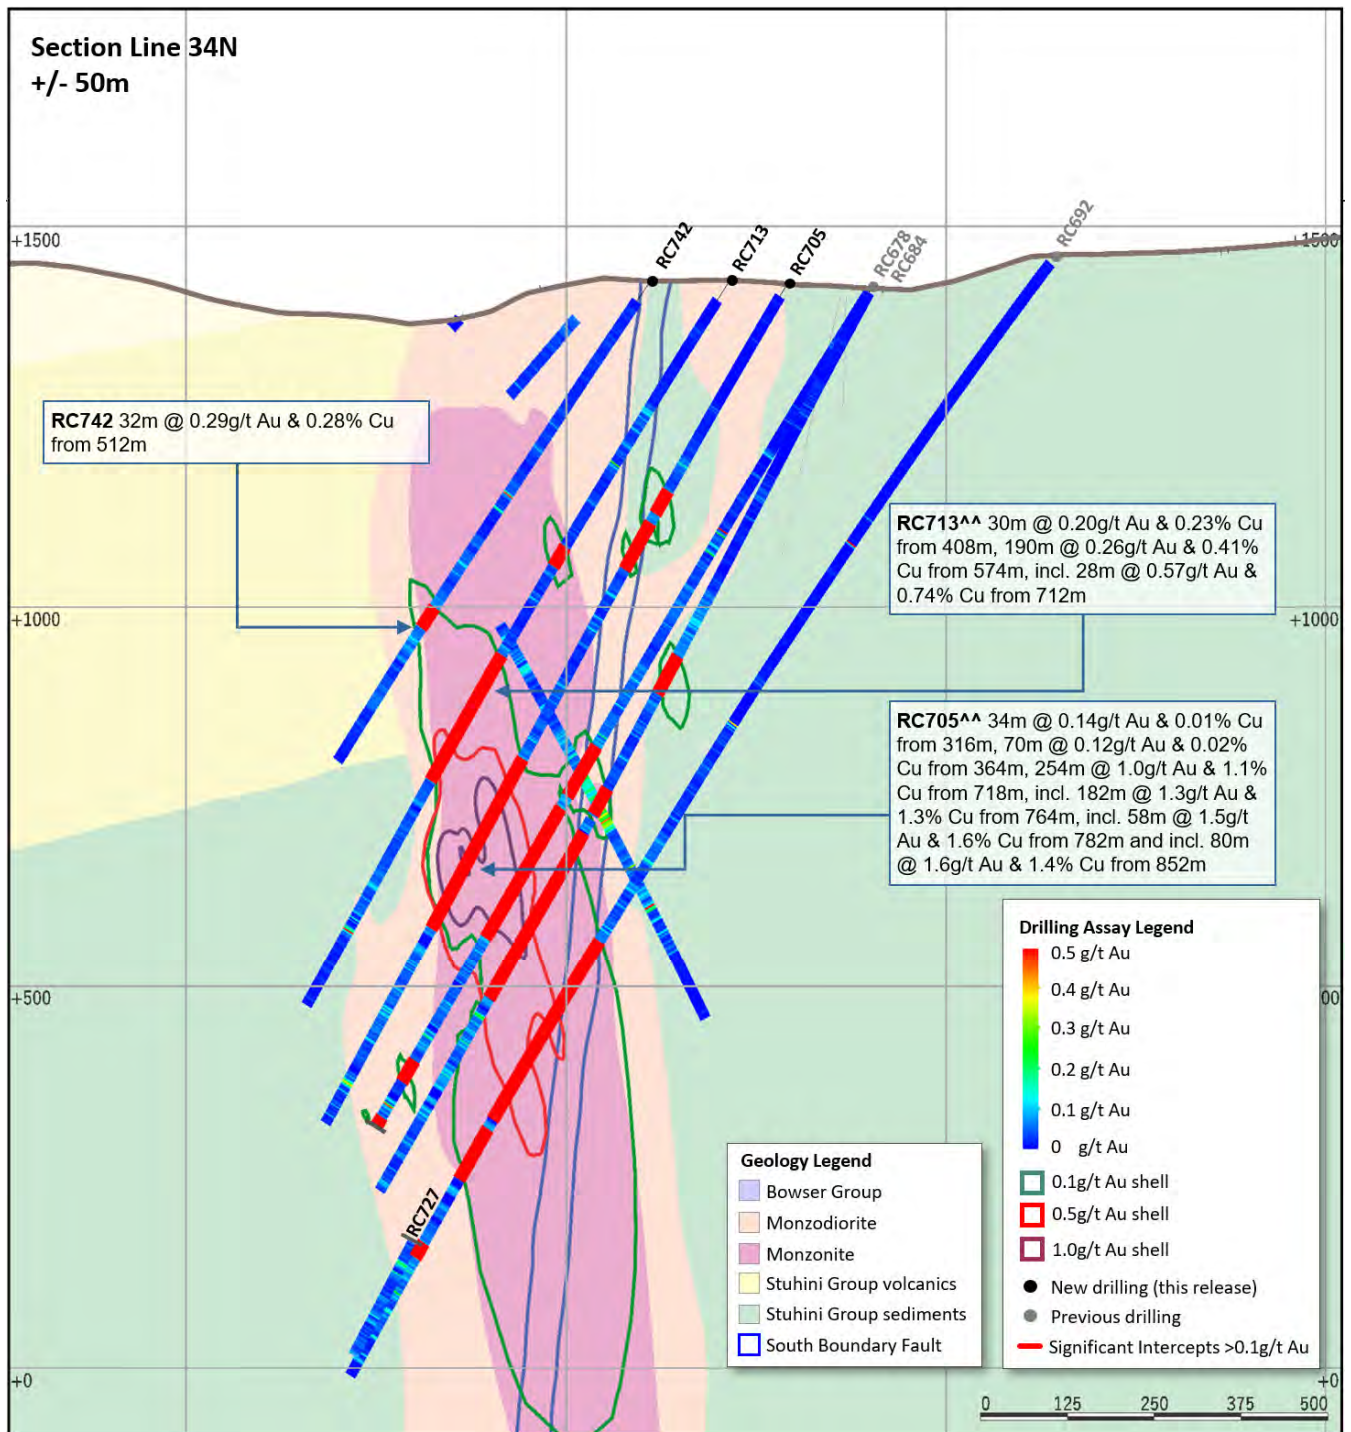 Section Line 34N
+/- 50m
RC742
RC713
RC705
RC678
RC684
RC692
+1500
+1500
RC742 32m @ 0.29g/t Au & 0.28% Cu
from 512m
RC713^^ 30m @ 0.20g/t Au & 0.23% Cu
from 408m, 190m @ 0.26g/t Au & 0.41%
Cu from 574m, incl. 28m @ 0.57g/t Au &
0.74% Cu from 712m
+1000
+1000
RC705^^ 34m @ 0.14g/t Au & 0.01% Cu
from 316m, 70m @ 0.12g/t Au & 0.02%
Cu from 364m, 254m @ 1.0g/t Au & 1.1%
Cu from 718m, incl. 182m @ 1.3g/t Au &
1.3% Cu from 764m, incl. 58m @ 1.5g/t
Au & 1.6% Cu from 782m and incl. 80m
@ 1.6g/t Au & 1.4% Cu from 852m
+500
00
Drilling Assay Legend
0.5 g/t Au
0.4 g/t Au
0.3 g/t Au
0.2 g/t Au
0.1 g/t Au
0 g/t Au
0.1g/t Au shell
0.5g/t Au shell
1.0g/t Au shell
New drilling (this release)
Previous drilling
Significant Intercepts >0.1g/t Au
Geology Legend
Bowser Group
Monzodiorite
Monzonite
Stuhini Group volcanics
Stuhini Group sediments
South Boundary Fault
RC727
+0
+0
0 125 250 375 500